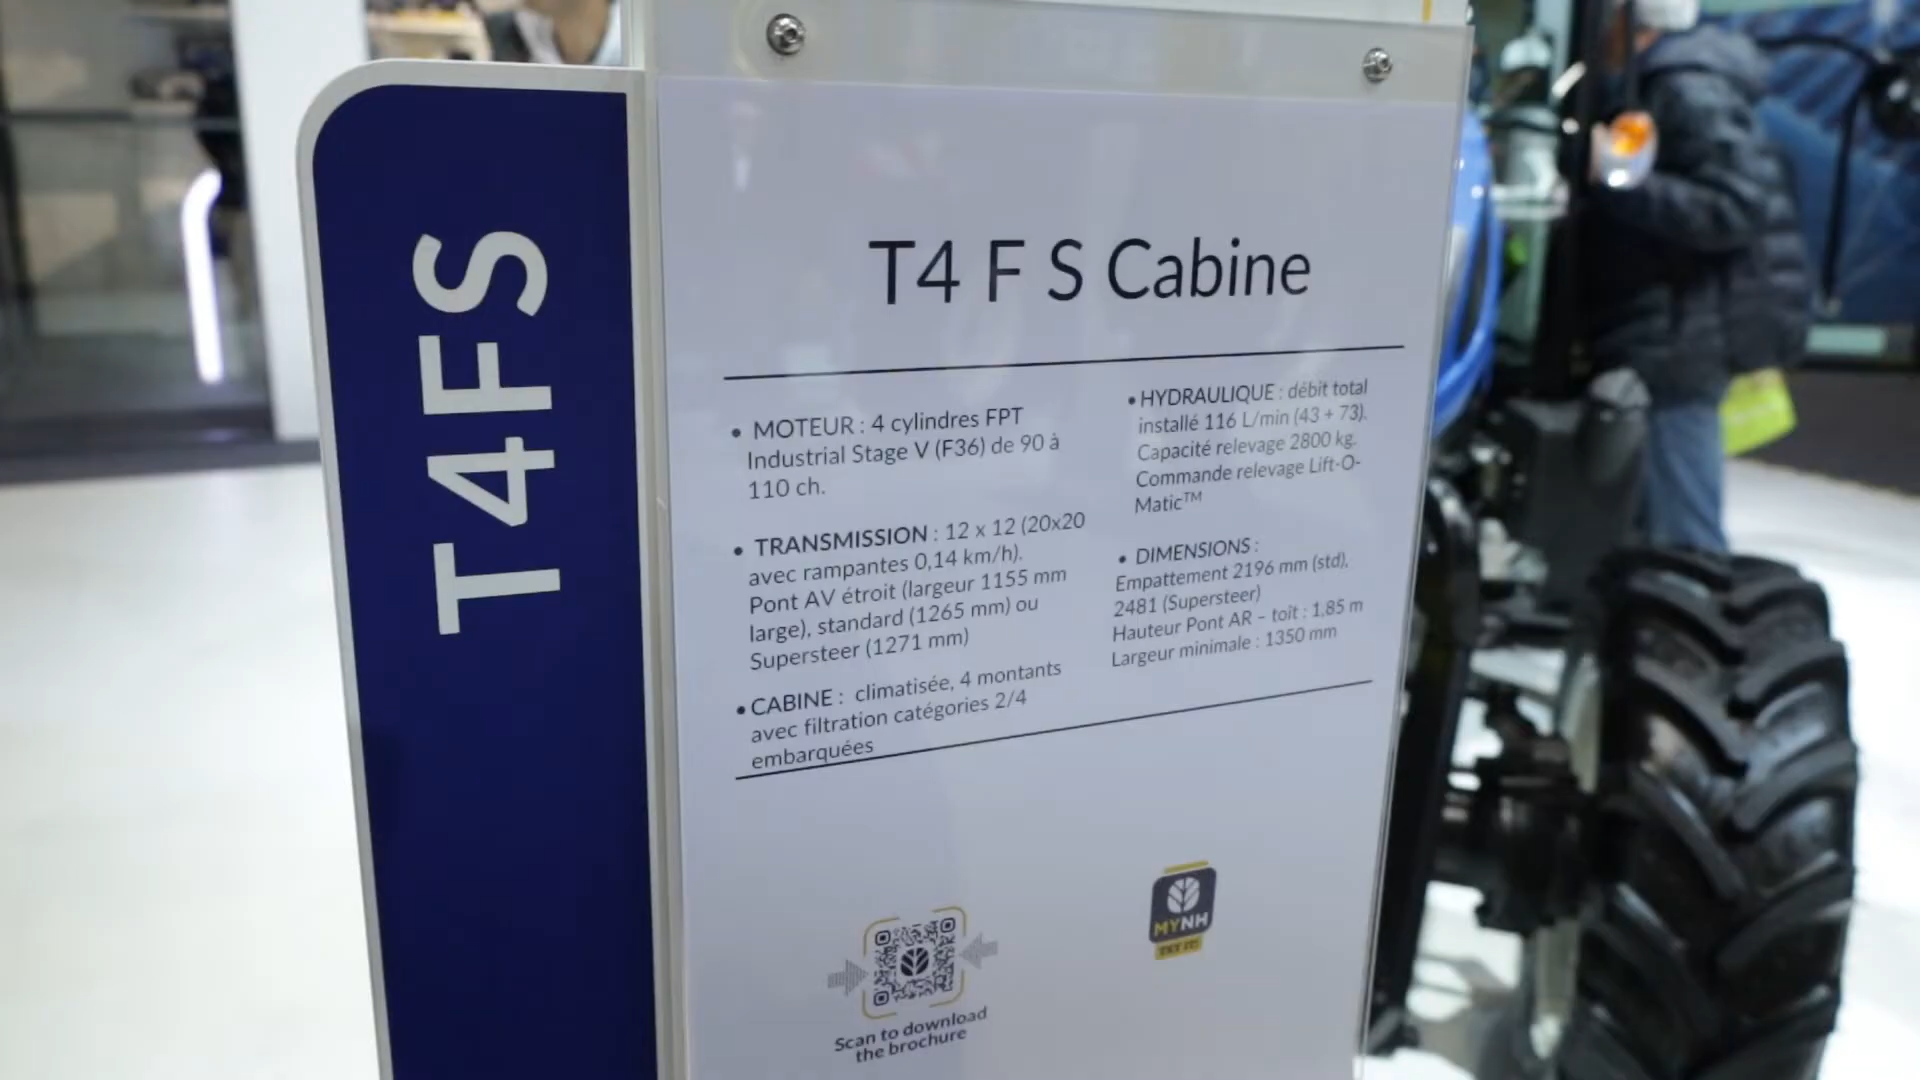 T4FS
T4 F S Cabine
• MOTEUR : 4 cylindres FPT
Industrial Stage V (F36) de 90 à
110 ch.
• TRANSMISSION : 12 x 12 (20x20
avec rampantes 0,14 km/h).
Pont AV étroit (largeur 1155 mm
large), standard (1265 mm) ou
Supersteer (1271 mm)
• CABINE : climatisée, 4 montants
avec filtration catégories 2/4
embarquées
• HYDRAULIQUE : débit total
installé 116 L/min (43 + 73).
Capacité relevage 2800 kg.
Commande relevage Lift-O-
Matic™
• DIMENSIONS :
Empattement 2196 mm (std),
2481 (Supersteer)
Hauteur Pont AR – toit : 1,85 m
Largeur minimale : 1350 mm
Scan to download
the brochure
MYNH
TRY IT!